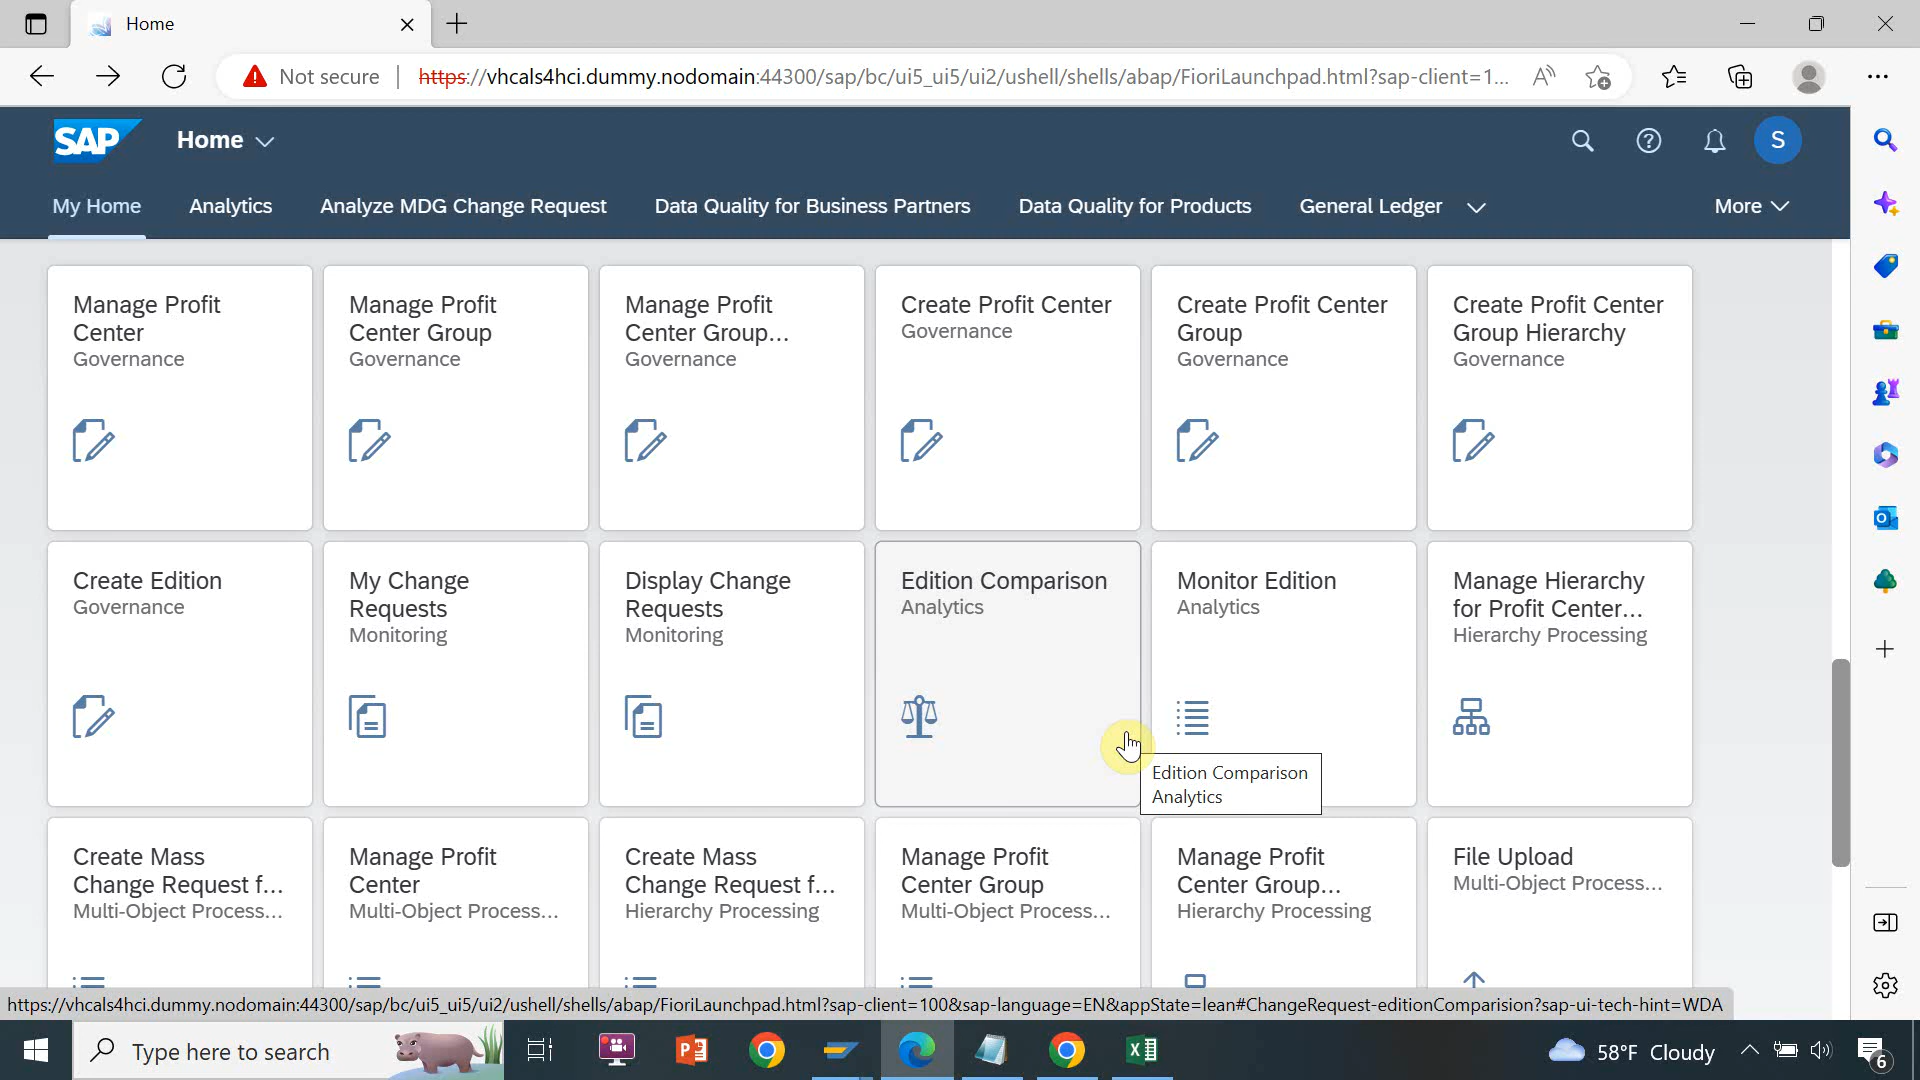 Home
Not secure
https://vhcals4hci.dummy.nodomain:44300/sap/bc/ui5_ui5/ui2/ushell/shells/abap/FioriLaunchpad.html?sap-client=1...
SAP
Home
S
My Home
Analytics
Analyze MDG Change Request
Data Quality for Business Partners
Data Quality for Products
General Ledger
More
Manage Profit
Center
Governance
Manage Profit
Center Group
Governance
Manage Profit
Center Group...
Governance
Create Profit Center
Governance
Create Profit Center
Group
Governance
Create Profit Center
Group Hierarchy
Governance
Create Edition
Governance
My Change
Requests
Monitoring
Display Change
Requests
Monitoring
Edition Comparison
Analytics
Monitor Edition
Analytics
Manage Hierarchy
for Profit Center...
Hierarchy Processing
Edition Comparison
Analytics
Create Mass
Change Request f...
Multi-Object Process...
Manage Profit
Center
Multi-Object Process...
Create Mass
Change Request f...
Hierarchy Processing
Manage Profit
Center Group
Multi-Object Process...
Manage Profit
Center Group...
Hierarchy Processing
File Upload
Multi-Object Process...
https://vhcals4hci.dummy.nodomain:44300/sap/bc/ui5_ui5/ui2/ushell/shells/abap/FioriLaunchpad.html?sap-client=100&sap-language=EN&appState=lean#ChangeRequest-editionComparision?sap-ui-tech-hint=WDA
Type here to search
58°F Cloudy
6